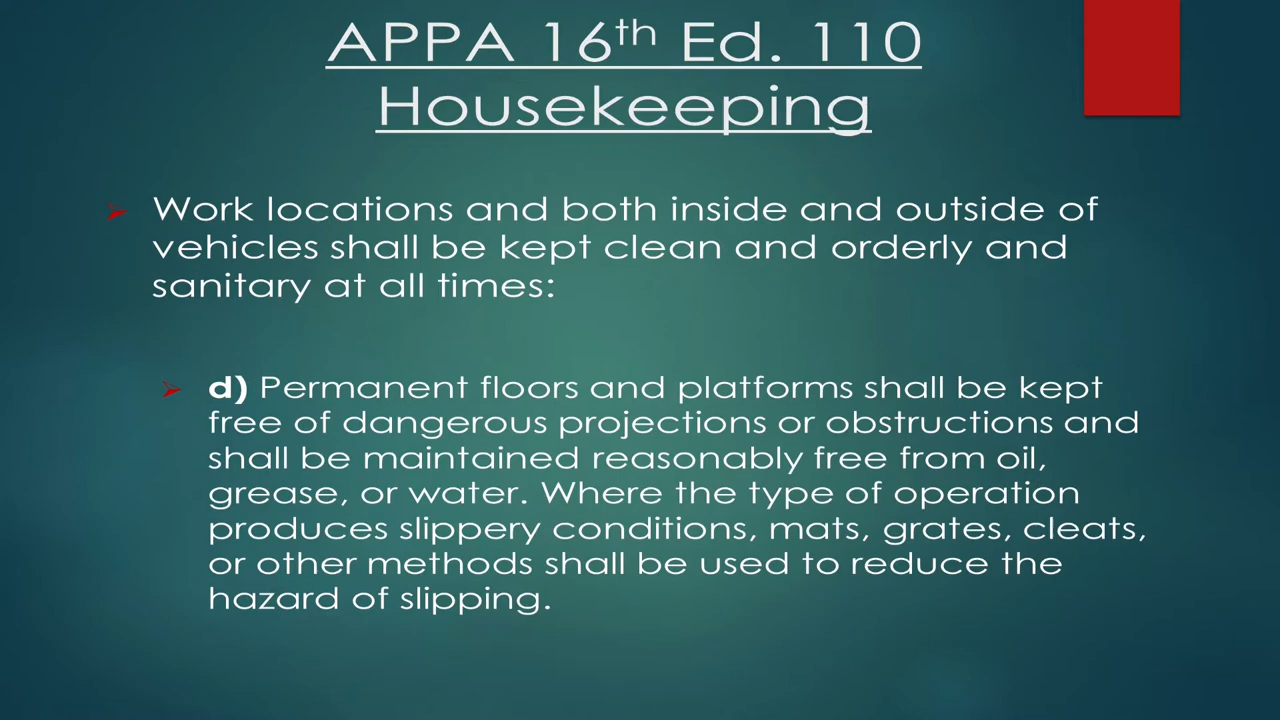 APPA 16th Ed. 110
Housekeeping
Work locations and both inside and outside of
vehicles shall be kept clean and orderly and
sanitary at all times:
d) Permanent floors and platforms shall be kept
free of dangerous projections or obstructions and
shall be maintained reasonably free from oil,
grease, or water. Where the type of operation
produces slippery conditions, mats, grates, cleats,
or other methods shall be used to reduce the
hazard of slipping.